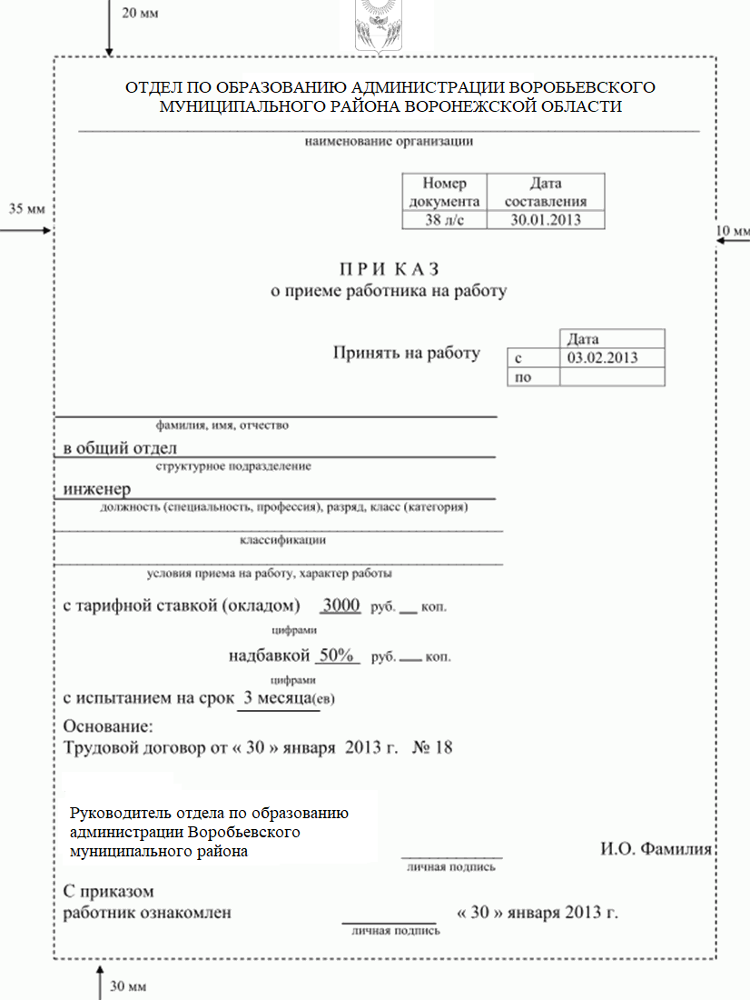 20 мм
ОТДЕЛ ПО ОБРАЗОВАНИЮ АДМИНИСТРАЦИИ ВОРОБЬЕВСКОГО
МУНИЦИПАЛЬНОГО РАЙОНА ВОРОНЕЖСКОЙ ОБЛАСТИ
наименование организации
Номер документа Дата составления
38 л/с 30.01.2013
35 мм
10 мм
П Р И К А З
о приеме работника на работу
Дата
Принять на работу с 03.02.2013
по
фамилия, имя, отчество
в общий отдел
структурное подразделение
инженер
должность (специальность, профессия), разряд, класс (категория)
классификации
условия приема на работу, характер работы
с тарифной ставкой (окладом) 3000 руб. __ коп.
цифрами
надбавкой 50% руб. __ коп.
цифрами
с испытанием на срок 3 месяца(ев)
Основание:
Трудовой договор от « 30 » января 2013 г. № 18
Руководитель отдела по образованию
администрации Воробьевского
муниципального района
И.О. Фамилия
личная подпись
С приказом
работник ознакомлен « 30 » января 2013 г.
личная подпись
30 мм